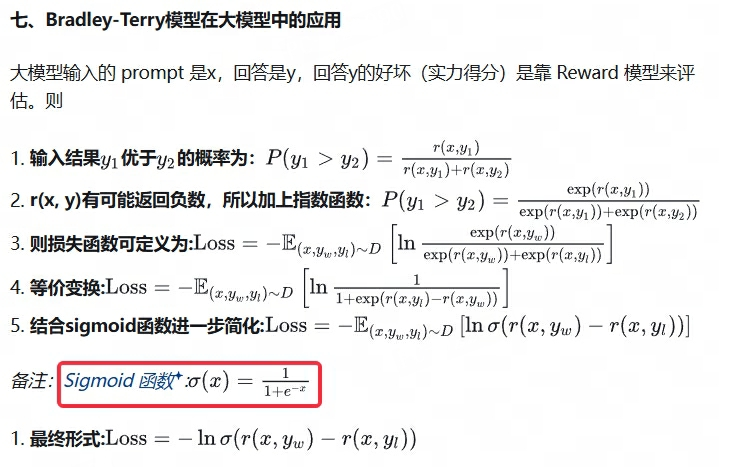 七、Bradley-Terry模型在大模型中的应用
大模型输入的 prompt 是x，回答是y，回答y的好坏（实力得分）是靠 Reward 模型来评
估。则
1. 输入结果$y_1$优于$y_2$的概率为：$P(y_1 > y_2) = \frac{r(x,y_1)}{r(x,y_1)+r(x,y_2)}$
2. r(x, y)有可能返回负数，所以加上指数函数：$P(y_1 > y_2) = \frac{\exp(r(x,y_1))}{\exp(r(x,y_1))+\exp(r(x,y_2))}$
3. 则损失函数可定义为:$\text{Loss} = -\mathbb{E}_{(x,y_w,y_l)\sim D}\left[\ln \frac{\exp(r(x,y_w))}{\exp(r(x,y_w))+\exp(r(x,y_l))}\right]$
4. 等价变换:$\text{Loss} = -\mathbb{E}_{(x,y_w,y_l)\sim D}\left[\ln \frac{1}{1+\exp(r(x,y_l)-r(x,y_w))}\right]$
5. 结合sigmoid函数进一步简化:$\text{Loss} = -\mathbb{E}_{(x,y_w,y_l)\sim D}\left[\ln \sigma(r(x,y_w) - r(x,y_l))\right]$
备注：Sigmoid 函数✦:$\sigma(x) = \frac{1}{1+e^{-x}}$
1. 最终形式:$\text{Loss} = -\ln \sigma(r(x,y_w) - r(x,y_l))$